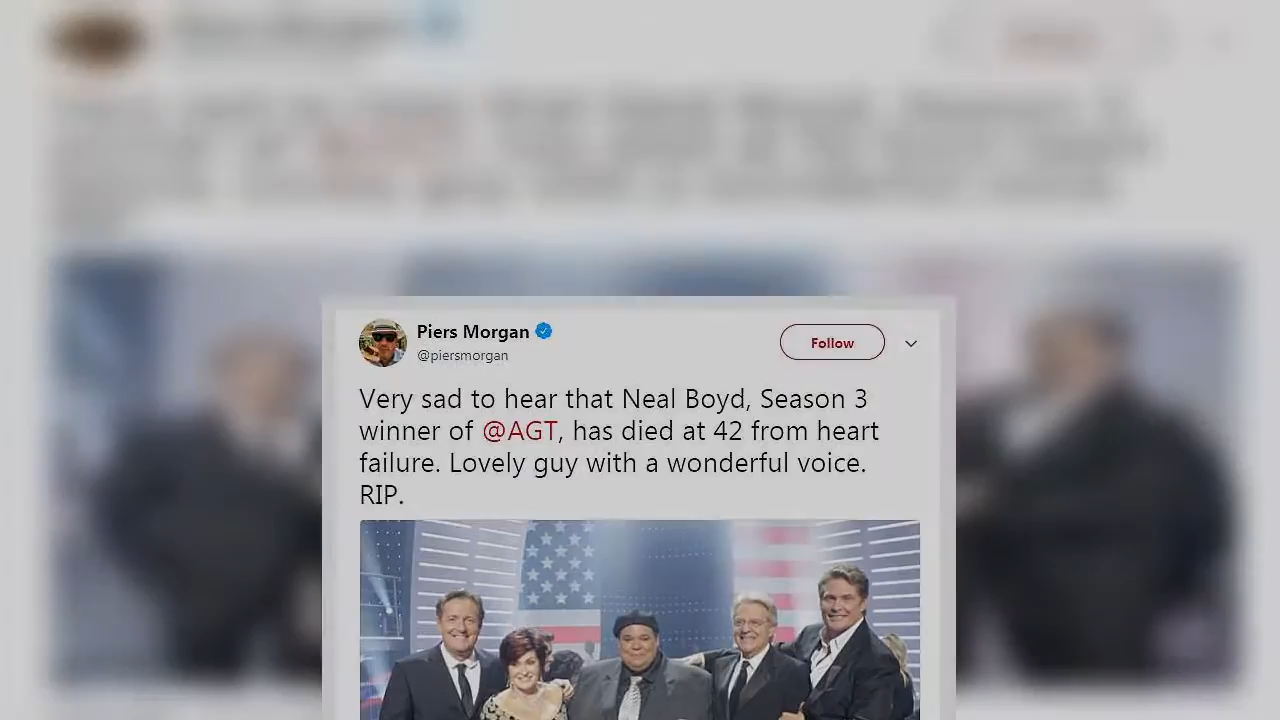 Piers Morgan
@piersmorgan
Follow
Very sad to hear that Neal Boyd, Season 3
winner of @AGT, has died at 42 from heart
failure. Lovely guy with a wonderful voice.
RIP.